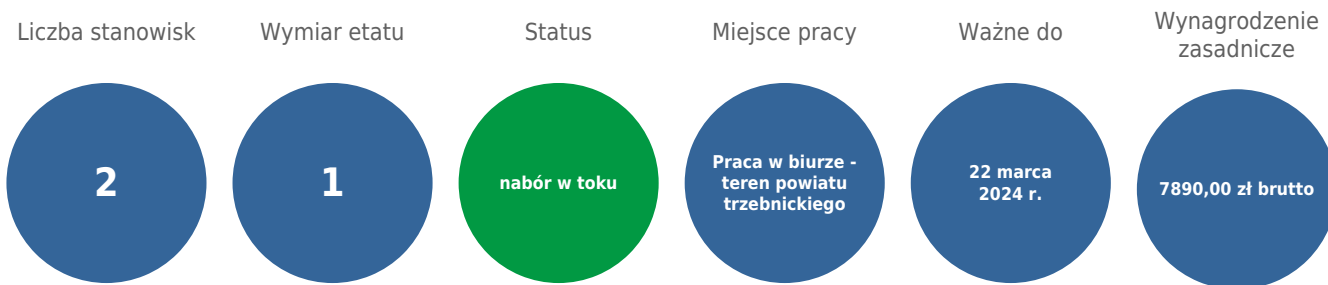 Liczba stanowisk
2
Wymiar etatu
1
Status
nabór w toku
Miejsce pracy
Praca w biurze -
teren powiatu
trzebnickiego
Ważne do
22 marca
2024 r.
Wynagrodzenie
zasadnicze
7890,00 zł brutto